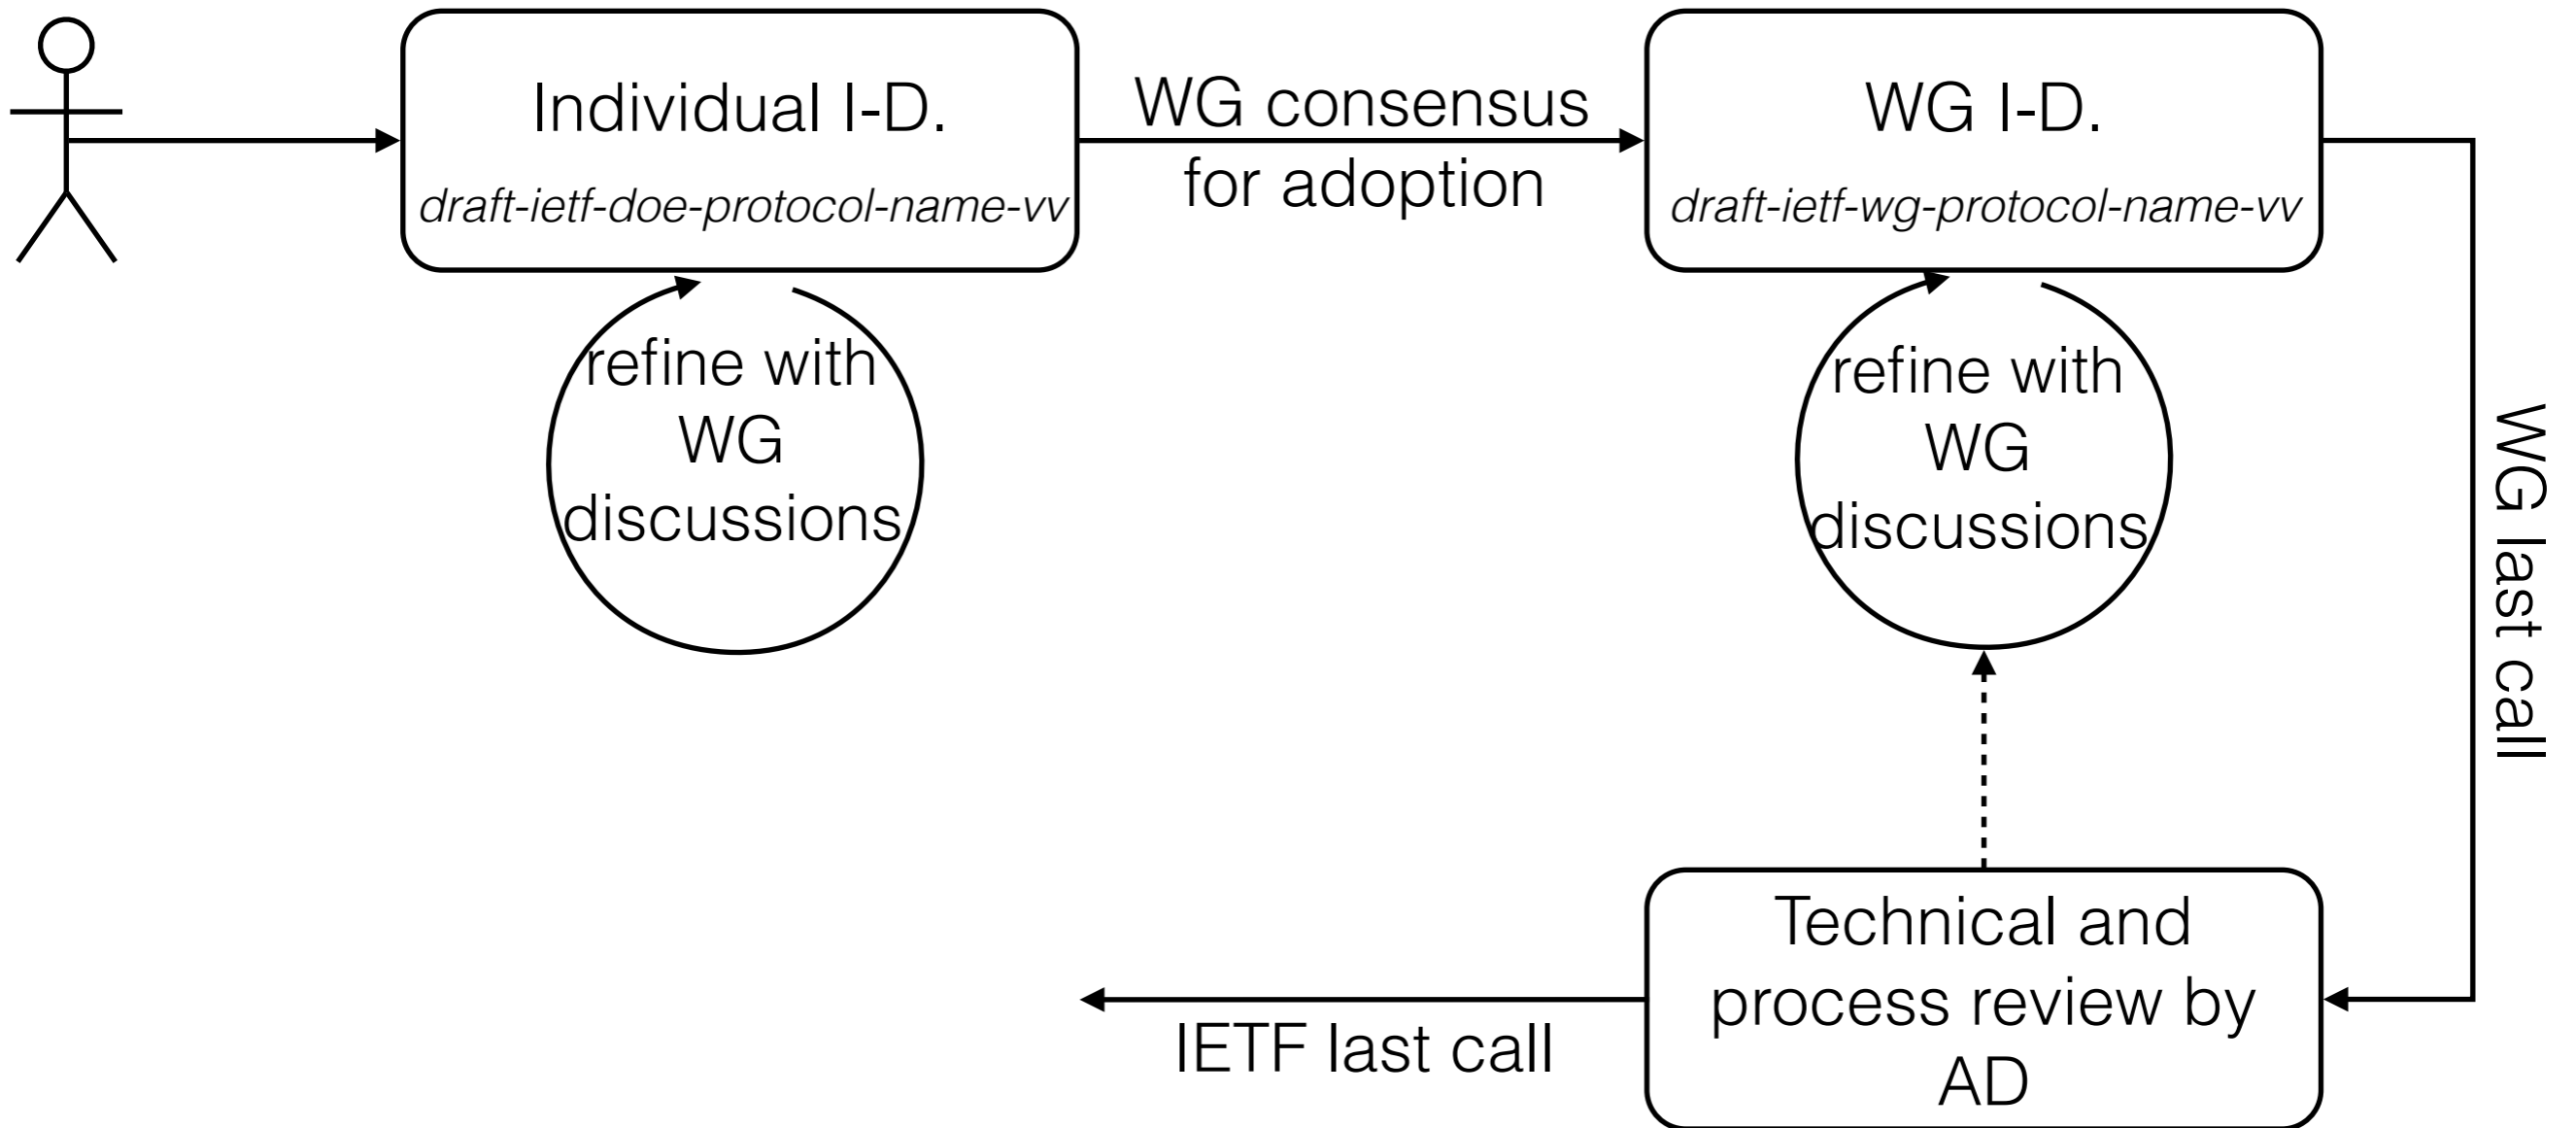 Individual I-D.
draft-ietf-doe-protocol-name-vv
WG consensus
for adoption
WG I-D.
draft-ietf-wg-protocol-name-vv
refine with
WG
discussions
refine with
WG
discussions
WG last call
Technical and
process review by
AD
IETF last call